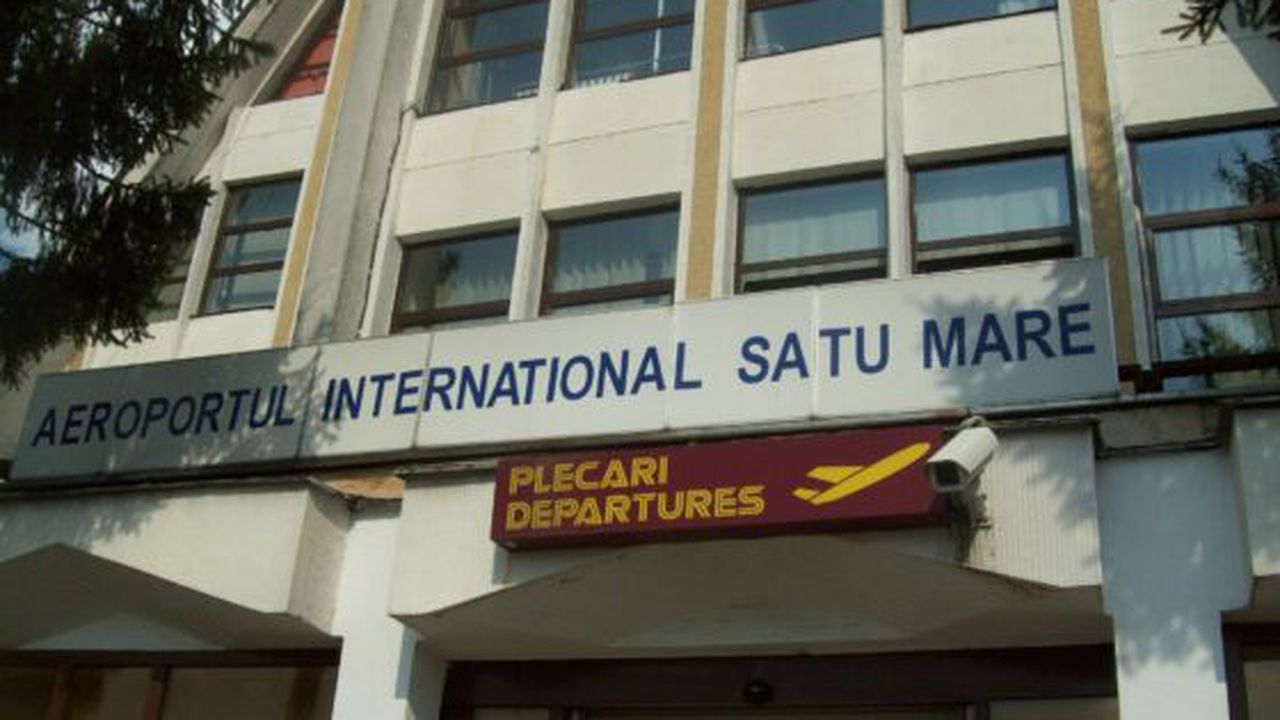 AEROPORTUL INTERNATIONAL SATU MARE
PLECARI
DEPARTURES